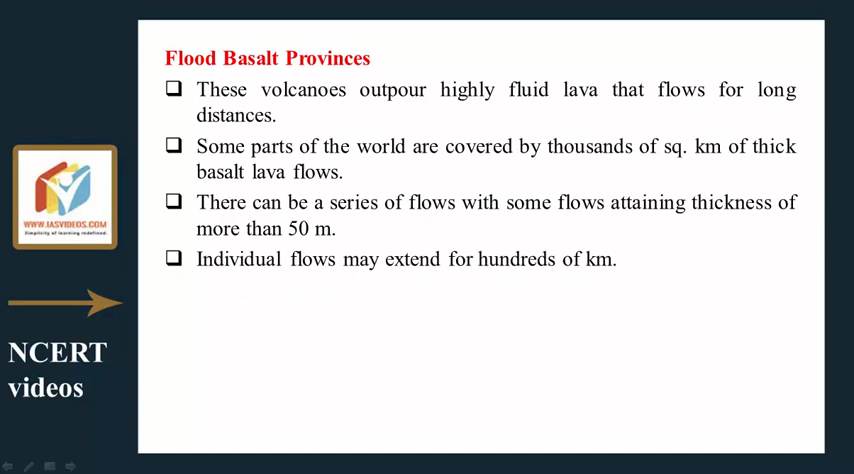 Flood Basalt Provinces
❑ These volcanoes outpour highly fluid lava that flows for long
distances.
❑ Some parts of the world are covered by thousands of sq. km of thick
basalt lava flows.
❑ There can be a series of flows with some flows attaining thickness of
more than 50 m.
❑ Individual flows may extend for hundreds of km.
WWW.IASVIDEOS.COM
Simplicity of learning redefined.
NCERT
videos